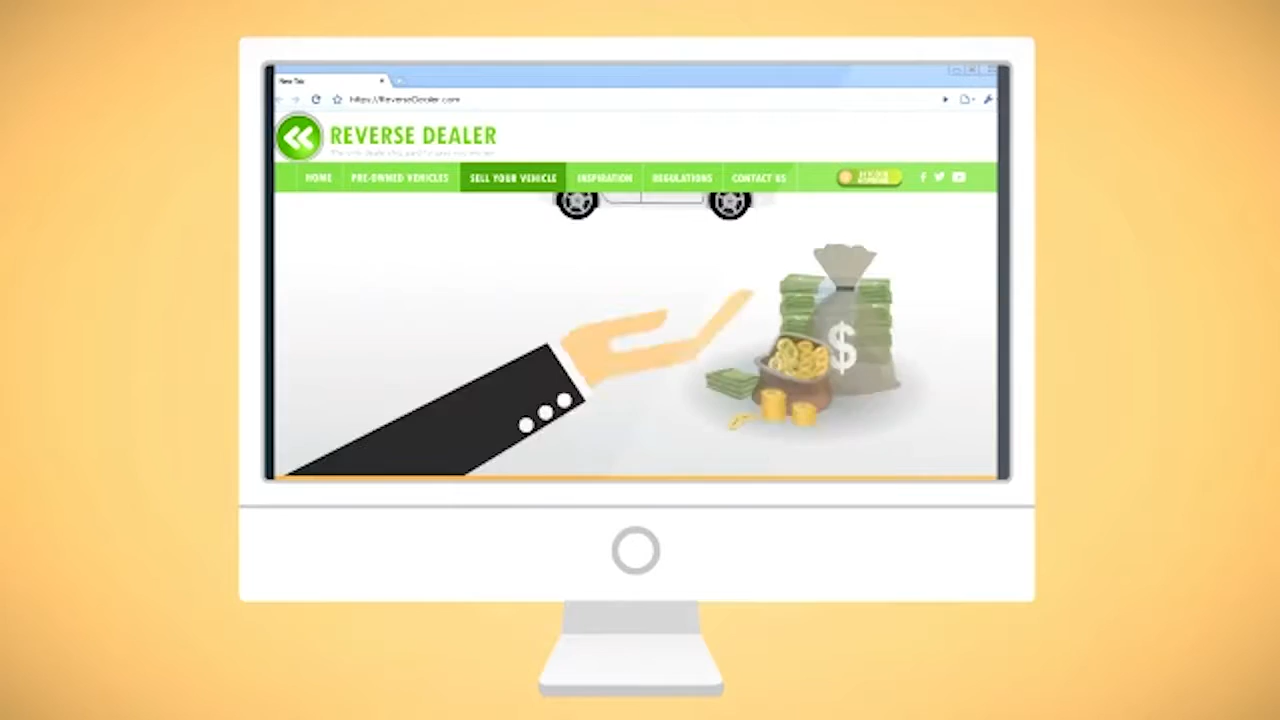 New Tab
https://ReverseDealer.com
REVERSE DEALER
HOME
PRE-OWNED VEHICLES
SELL YOUR VEHICLE
INSPIRATION
REGULATIONS
CONTACT US
$